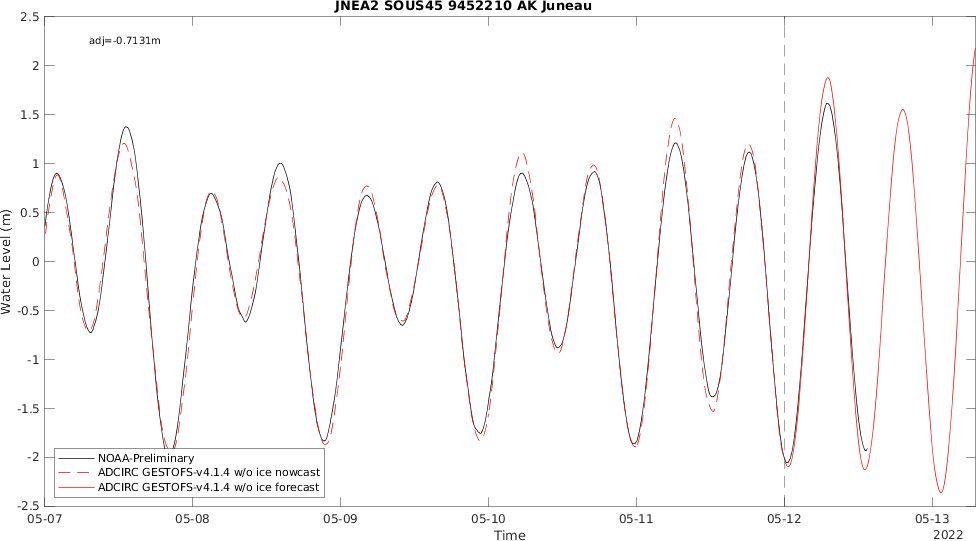 JNEA2 SOUS45 9452210 AK Juneau
adj=-0.7131m
2.5
2
1.5
1
0.5
0
-0.5
-1
-1.5
-2
-2.5
Water Level (m)
NOAA-Preliminary
ADCIRC GESTOFS-v4.1.4 w/o ice nowcast
ADCIRC GESTOFS-v4.1.4 w/o ice forecast
05-07 05-08 05-09 05-10 05-11 05-12 05-13
Time
2022